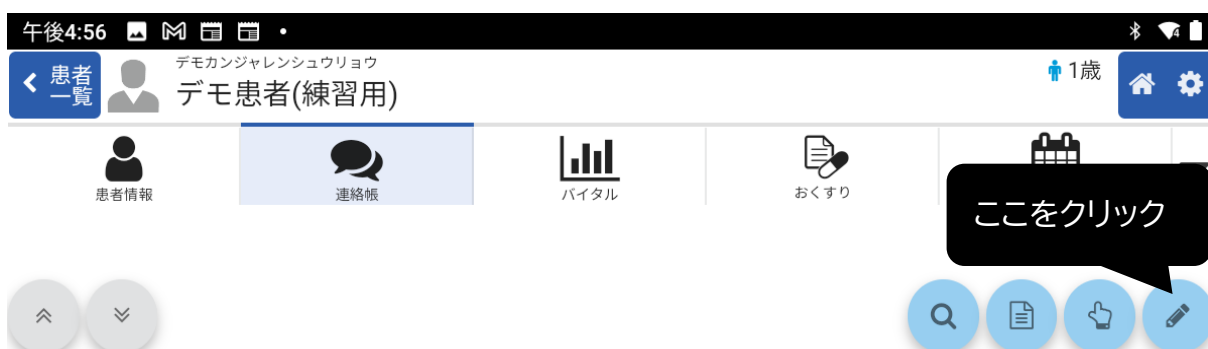 午後4:56
患者
一覧
デモカンジャレンシュウリョウ
デモ患者(練習用)
1歳
患者情報
連絡帳
バイタル
おくすり
ここをクリック